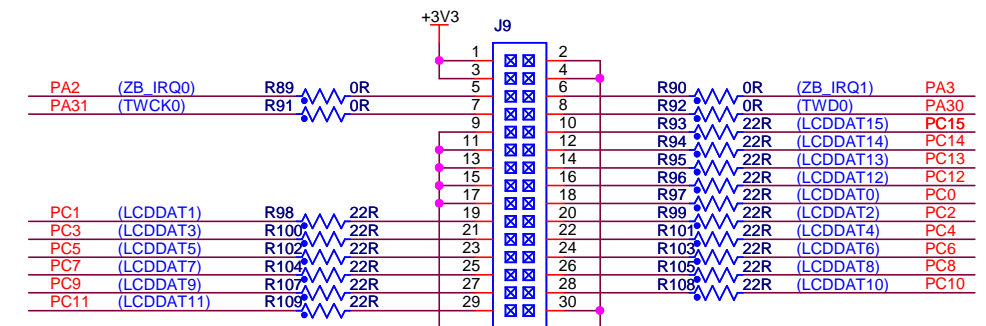 +3V3
J9
1 2
3 4
PA2 (ZB_IRQ0) R89 0R 5 6 R90 0R (ZB_IRQ1) PA3
PA31 (TWCK0) R91 0R 7 8 R92 0R (TWD0) PA30
9 10 R93 22R (LCDDAT15) PC15
11 12 R94 22R (LCDDAT14) PC14
13 14 R95 22R (LCDDAT13) PC13
15 16 R96 22R (LCDDAT12) PC12
17 18 R97 22R (LCDDAT0) PC0
PC1 (LCDDAT1) R98 22R 19 20 R99 22R (LCDDAT2) PC2
PC3 (LCDDAT3) R100 22R 21 22 R101 22R (LCDDAT4) PC4
PC5 (LCDDAT5) R102 22R 23 24 R103 22R (LCDDAT6) PC6
PC7 (LCDDAT7) R104 22R 25 26 R105 22R (LCDDAT8) PC8
PC9 (LCDDAT9) R107 22R 27 28 R108 22R (LCDDAT10) PC10
PC11 (LCDDAT11) R109 22R 29 30